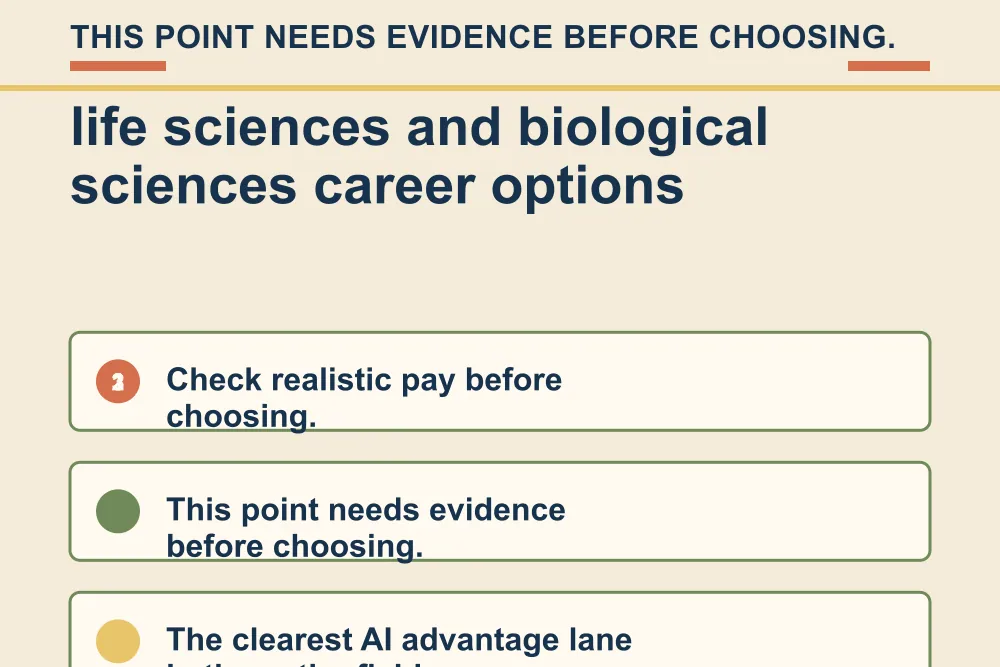 THIS POINT NEEDS EVIDENCE BEFORE CHOOSING.
life sciences and biological
sciences career options
Check realistic pay before
choosing.
This point needs evidence
before choosing.
The clearest AI advantage lane